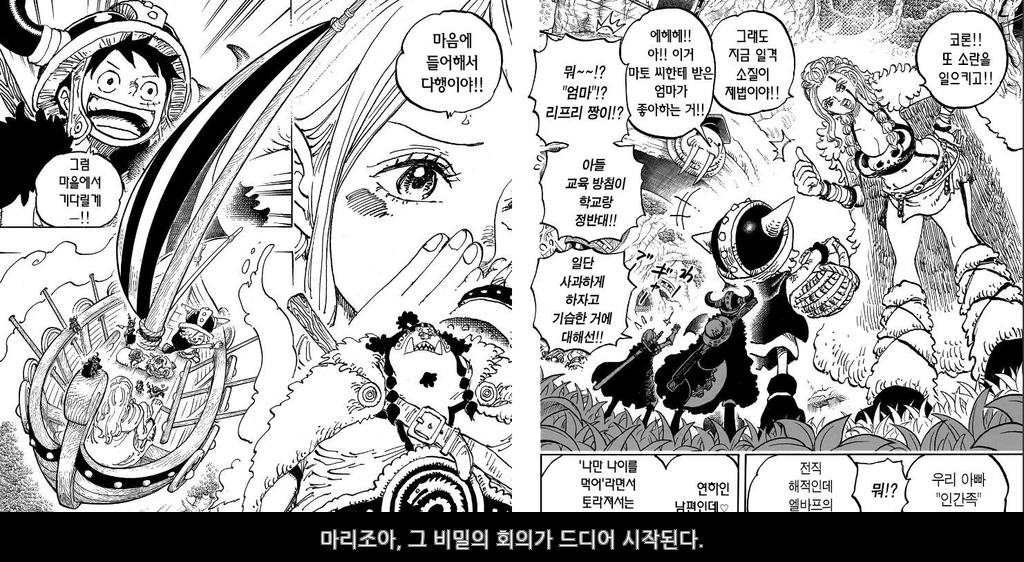 마음에
들어해서
다행이야!!
그럼
마을에서
기다릴게
―!!
코론!!
또 소란을
일으키고!!
그래도
지금 일격
소질이
제법이야!!
에헤헤!!
아!! 이거
마토 씨한테 받은
엄마가
좋아하는 거!!
뭐~~!?
"엄마"!?
리프리 짱이!?
아들
교육 방침이
학교랑
정반대!!
일단
사과하게
하자고
기습한 거에
대해선!!
우리 아빠
"인간족"
뭐!?
전직
해적인데
엘바프의
연하인
남편인데♡
'나만 나이를
먹어'라면서
토라져서는
마리조아, 그 비밀의 회의가 드디어 시작된다.